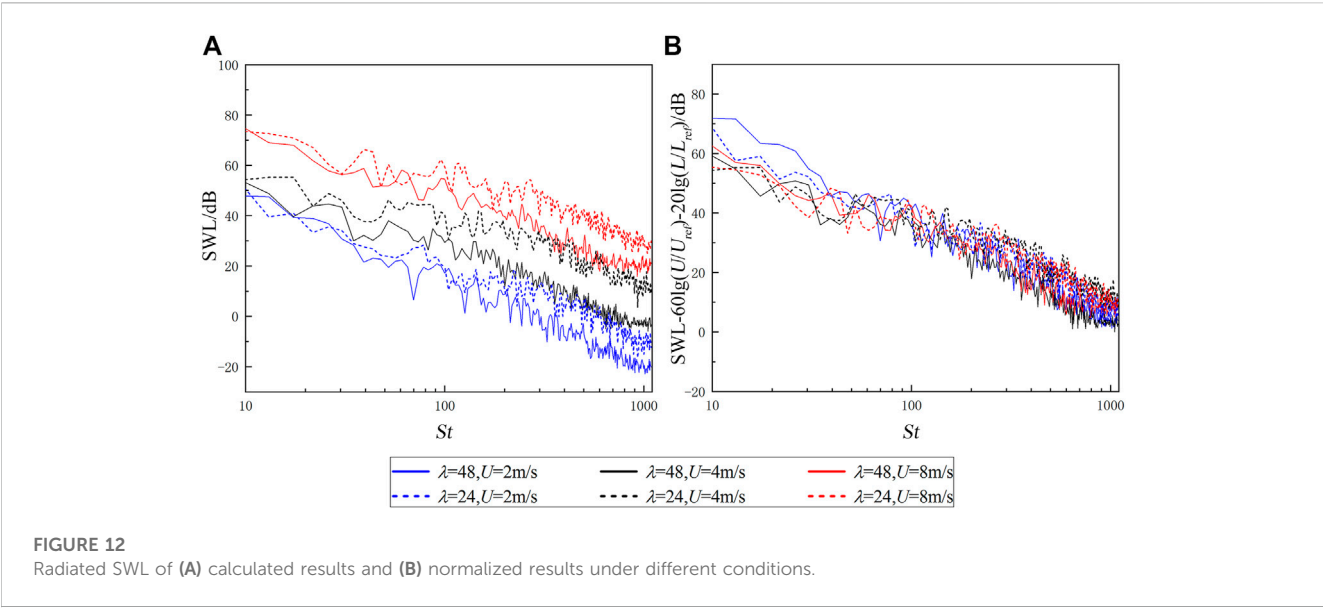 A
B
SWL/dB
100
80
60
40
20
0
−20
10
100
1000
St
SWL-60lg(U/U_ref)-20lg(L/L_ref)/dB
80
60
40
20
0
−20
10
100
1000
St
λ=48,U=2m/s λ=48,U=4m/s λ=48,U=8m/s
λ=24,U=2m/s λ=24,U=4m/s λ=24,U=8m/s
FIGURE 12
Radiated SWL of (A) calculated results and (B) normalized results under different conditions.